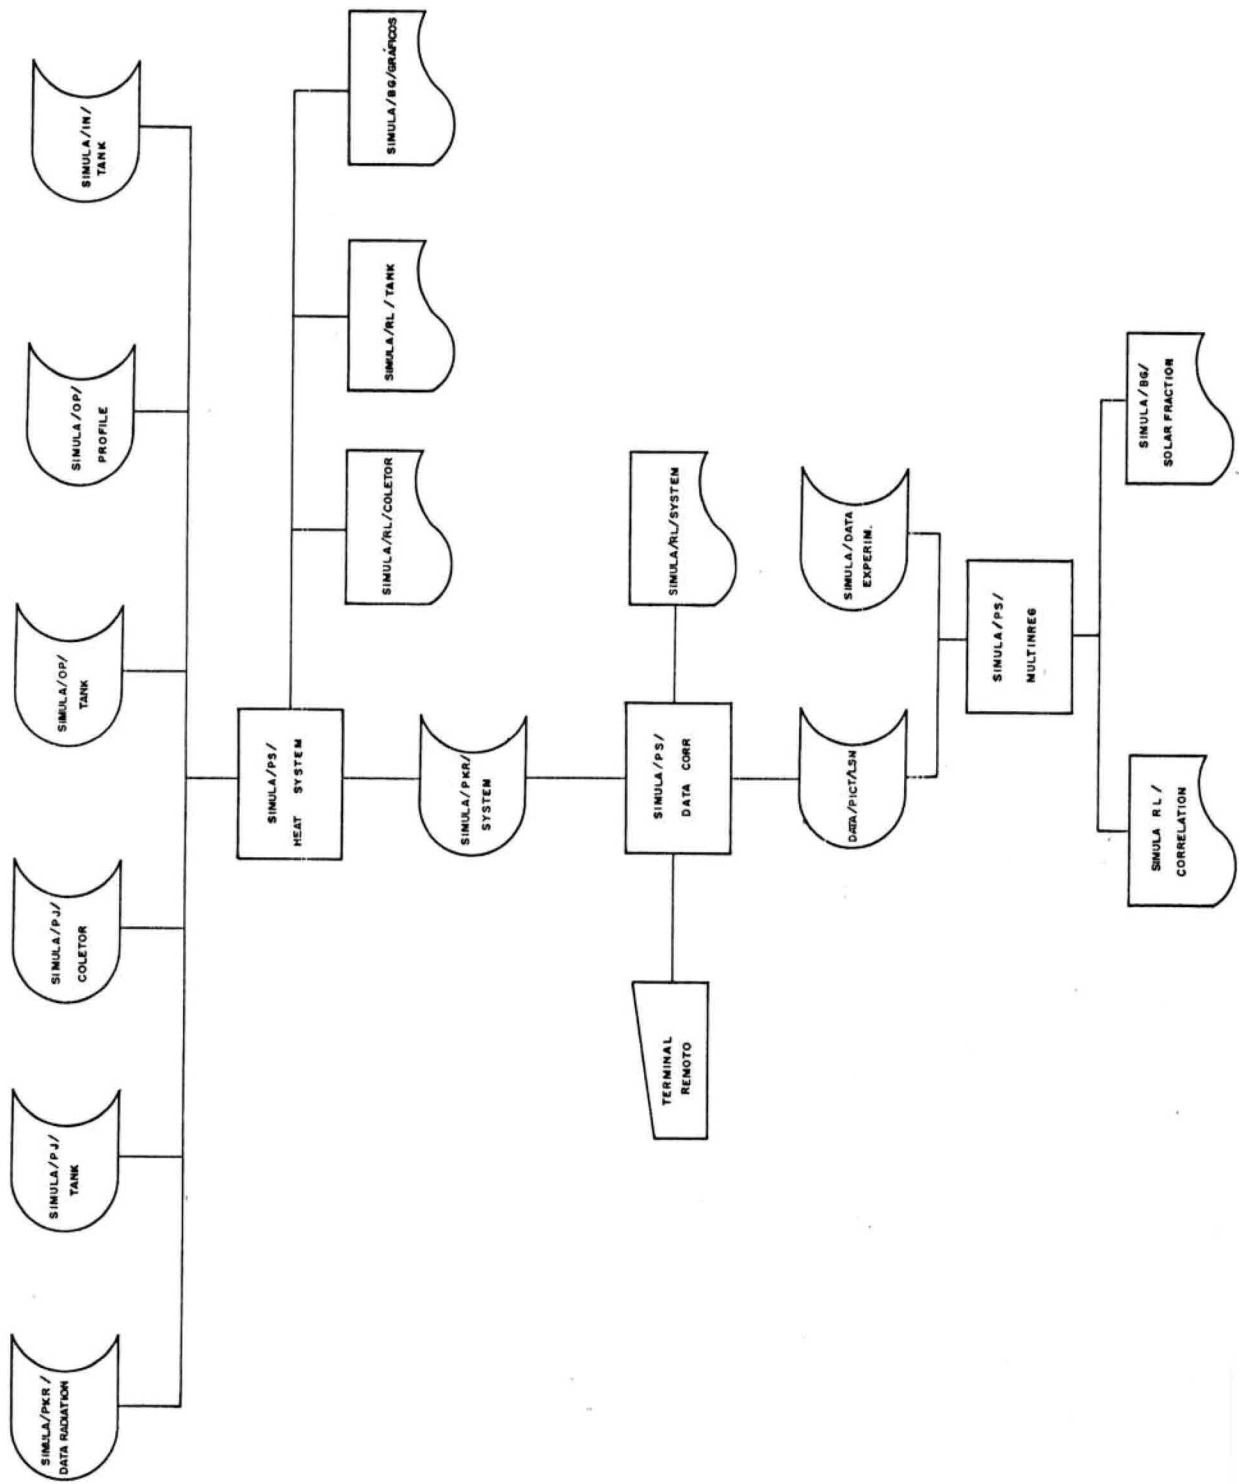 SIMULA/PKR/
DATA RADIATION
SIMULA/PJ/
TANK
SIMULA/PJ/
COLETOR
SIMULA/OP/
TANK
SIMULA/OP/
PROFILE
SIMULA/IN/
TANK
SIMULA/PS/
HEAT SYSTEM
SIMULA/RL/COLETOR
SIMULA/RL/TANK
SIMULA/BG/GRÁFICOS
SIMULA/PKR/
SYSTEM
TERMINAL
REMOTO
SIMULA/PS/
DATA CORR
SIMULA/RL/SYSTEM
DATA/PICT/LSN
SIMULA/DATA
EXPERIM.
SIMULA/PS/
MULTINREG
SIMULA RL/
CORRELATION
SIMULA/BG/
SOLAR FRACTION